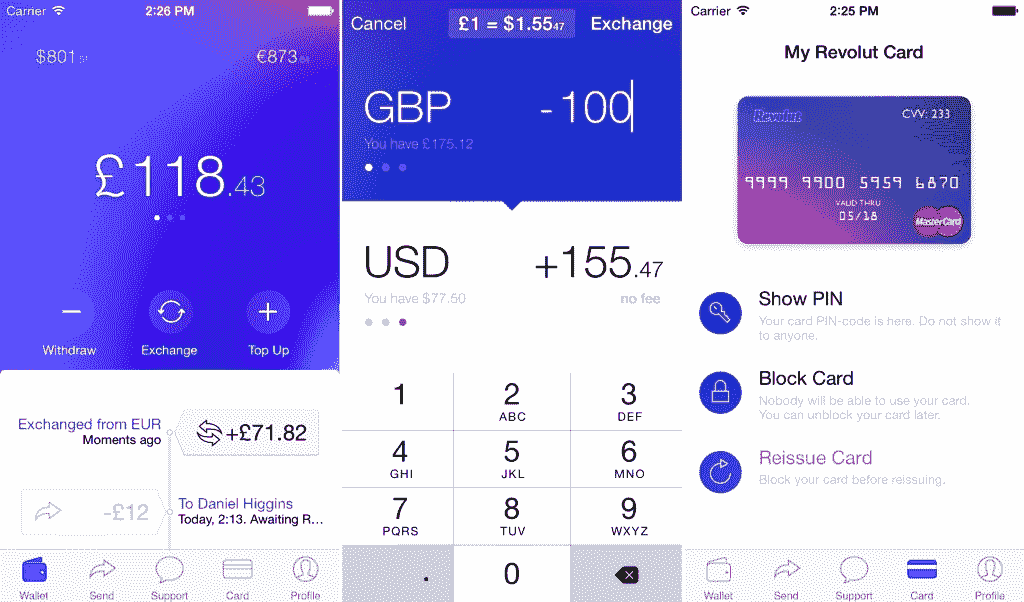 Carrier
2:26 PM
$801.51
€873
£118.43
Withdraw
Exchange
Top Up
Exchanged from EUR
Moments ago
+£71.82
-£12
To Daniel Higgins
Today, 2:13. Awaiting R...
Wallet
Send
Support
Card
Profile
Cancel
£1 = $1.5547
Exchange
GBP
-100
You have £175.12
USD
+155.47
You have $77.50
no fee
1
2
ABC
3
DEF
4
GHI
5
JKL
6
MNO
7
PQRS
8
TUV
9
WXYZ
.
0
Carrier
2:25 PM
My Revolut Card
Revolut
CVV: 233
9999 9900 5959 6870
VALID THRU
05/18
MasterCard
Show PIN
Your card PIN-code is here. Do not show it
to anyone.
Block Card
Nobody will be able to use your card.
You can unblock your card later.
Reissue Card
Block your card before reissuing.
Wallet
Send
Support
Card
Profile